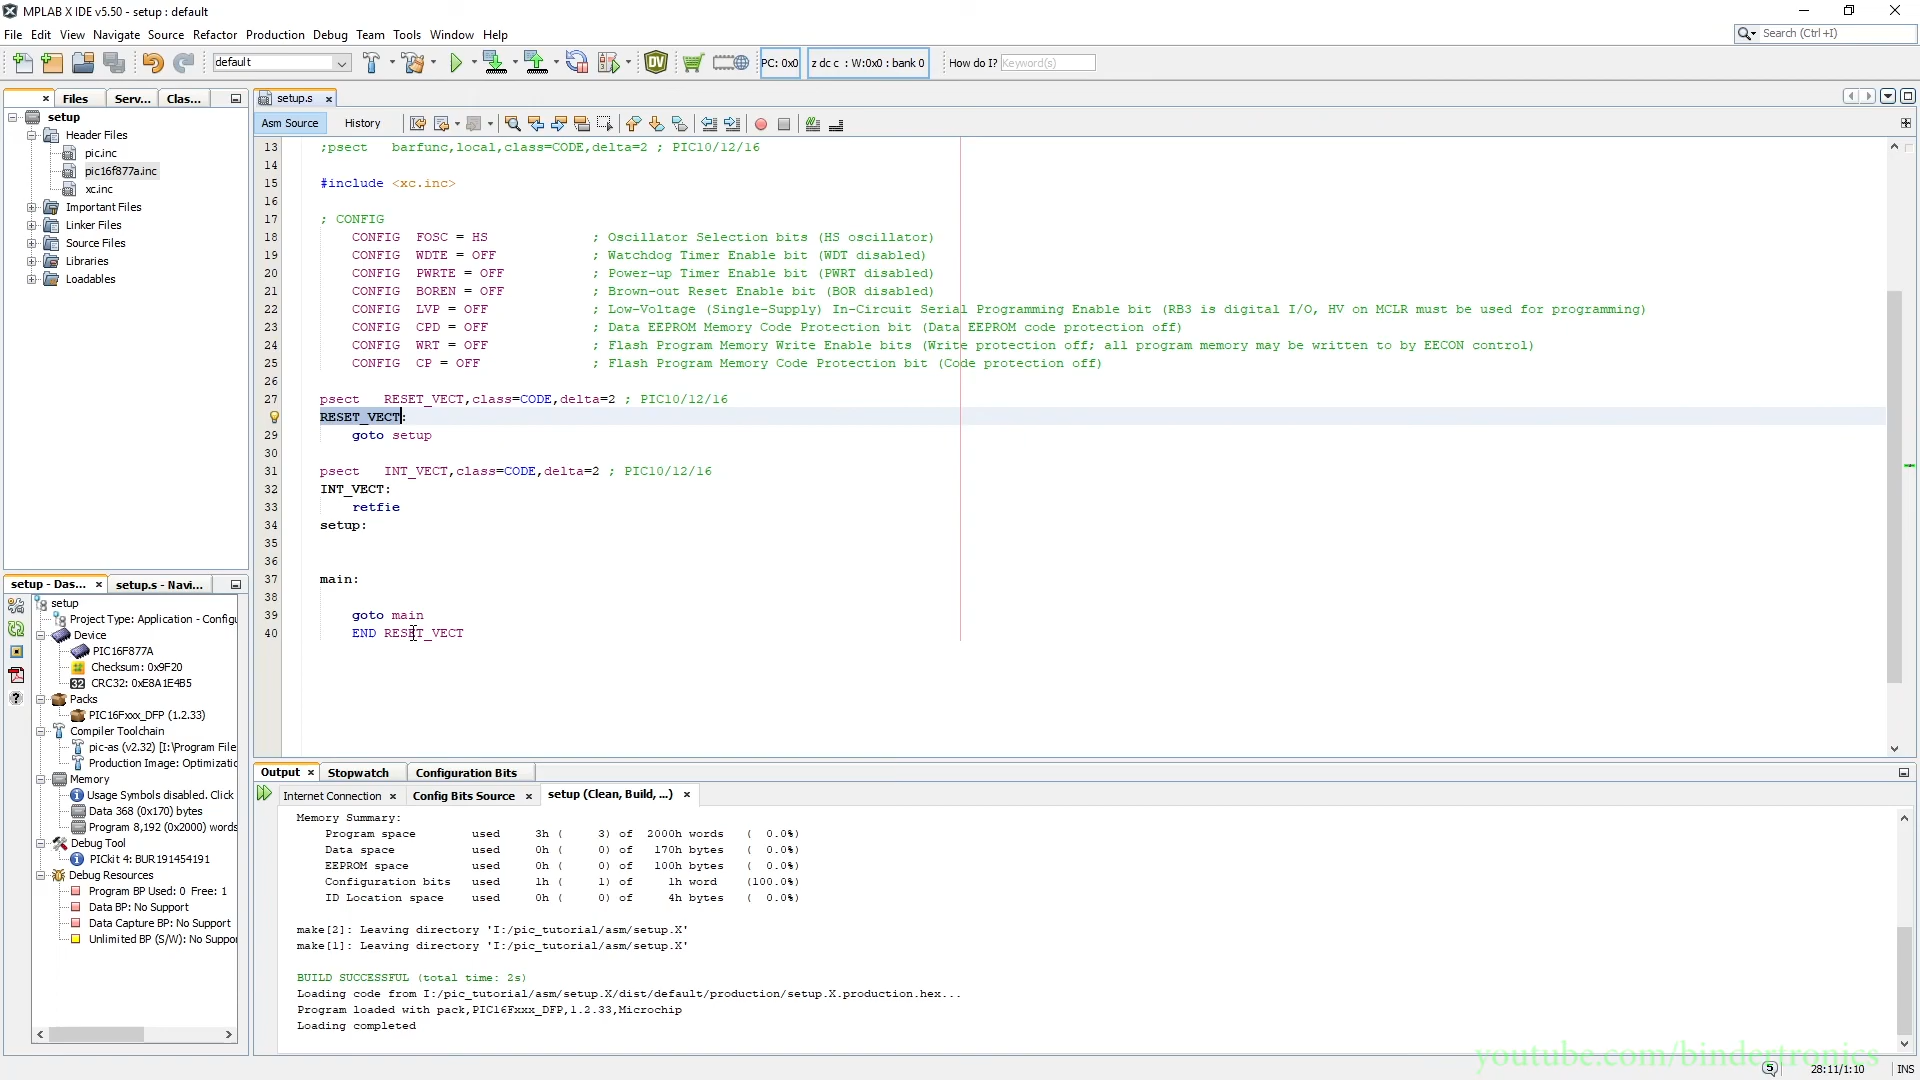 MPLAB X IDE v5.50 - setup : default
File Edit View Navigate Source Refactor Production Debug Team Tools Window Help
Search (Ctrl+I)
default
PC: 0x0
z dc c : W:0x0 : bank 0
How do I? Keyword(s)
Files Serv... Clas...
setup
Header Files
pic.inc
pic16f877a.inc
xc.inc
Important Files
Linker Files
Source Files
Libraries
Loadables
setup.s
Asm Source History
13 ;psect barfunc,local,class=CODE,delta=2 ; PIC10/12/16
14
15 #include <xc.inc>
16
17 ; CONFIG
18 CONFIG FOSC = HS ; Oscillator Selection bits (HS oscillator)
19 CONFIG WDTE = OFF ; Watchdog Timer Enable bit (WDT disabled)
20 CONFIG PWRTE = OFF ; Power-up Timer Enable bit (PWRT disabled)
21 CONFIG BOREN = OFF ; Brown-out Reset Enable bit (BOR disabled)
22 CONFIG LVP = OFF ; Low-Voltage (Single-Supply) In-Circuit Serial Programming Enable bit (RB3 is digital I/O, HV on MCLR must be used for programming)
23 CONFIG CPD = OFF ; Data EEPROM Memory Code Protection bit (Data EEPROM code protection off)
24 CONFIG WRT = OFF ; Flash Program Memory Write Enable bits (Write protection off; all program memory may be written to by EECON control)
25 CONFIG CP = OFF ; Flash Program Memory Code Protection bit (Code protection off)
26
27 psect RESET_VECT,class=CODE,delta=2 ; PIC10/12/16
RESET_VECT:
29 goto setup
30
31 psect INT_VECT,class=CODE,delta=2 ; PIC10/12/16
32 INT_VECT:
33 retfie
34 setup:
35
36
37 main:
38
39 goto main
40 END RESET_VECT
setup - Das... setup.s - Navi...
setup
Project Type: Application - Configu
Device
PIC16F877A
Checksum: 0x9F20
CRC32: 0xE8A1E4B5
Packs
PIC16Fxxx_DFP (1.2.33)
Compiler Toolchain
pic-as (v2.32) [I:\Program File
Production Image: Optimizatio
Memory
Usage Symbols disabled. Click
Data 368 (0x170) bytes
Program 8,192 (0x2000) words
Debug Tool
PICkit 4: BUR191454191
Debug Resources
Program BP Used: 0 Free: 1
Data BP: No Support
Data Capture BP: No Support
Unlimited BP (S/W): No Suppor
Output Stopwatch Configuration Bits
Internet Connection Config Bits Source setup (Clean, Build, ...)
Memory Summary:
Program space used 3h ( 3) of 2000h words ( 0.0%)
Data space used 0h ( 0) of 170h bytes ( 0.0%)
EEPROM space used 0h ( 0) of 100h bytes ( 0.0%)
Configuration bits used 1h ( 1) of 1h word (100.0%)
ID Location space used 0h ( 0) of 4h bytes ( 0.0%)
make[2]: Leaving directory 'I:/pic_tutorial/asm/setup.X'
make[1]: Leaving directory 'I:/pic_tutorial/asm/setup.X'
BUILD SUCCESSFUL (total time: 2s)
Loading code from I:/pic_tutorial/asm/setup.X/dist/default/production/setup.X.production.hex...
Program loaded with pack,PIC16Fxxx_DFP,1.2.33,Microchip
Loading completed
youtube.com/bindertronics
5
28:11/1:10
INS